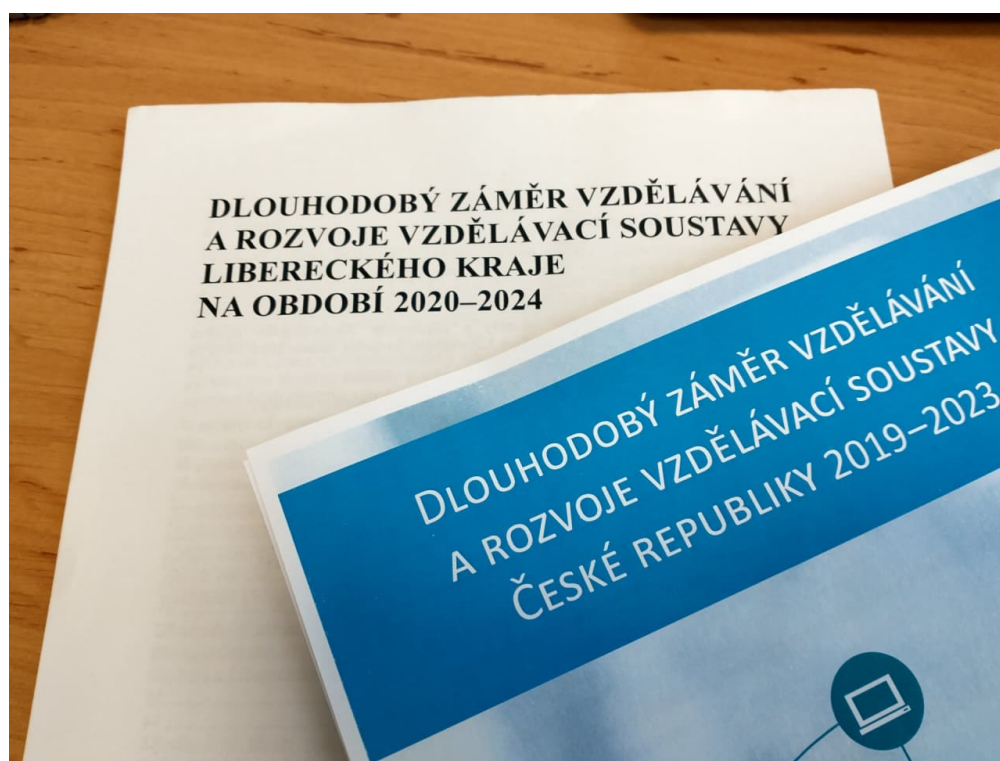 DLOUHODOBÝ ZÁMĚR VZDĚLÁVÁNÍ
A ROZVOJE VZDĚLÁVACÍ SOUSTAVY
LIBERECKÉHO KRAJE
NA OBDOBÍ 2020–2024
DLOUHODOBÝ ZÁMĚR VZDĚLÁVÁNÍ
A ROZVOJE VZDĚLÁVACÍ SOUSTAVY
ČESKÉ REPUBLIKY 2019–2023